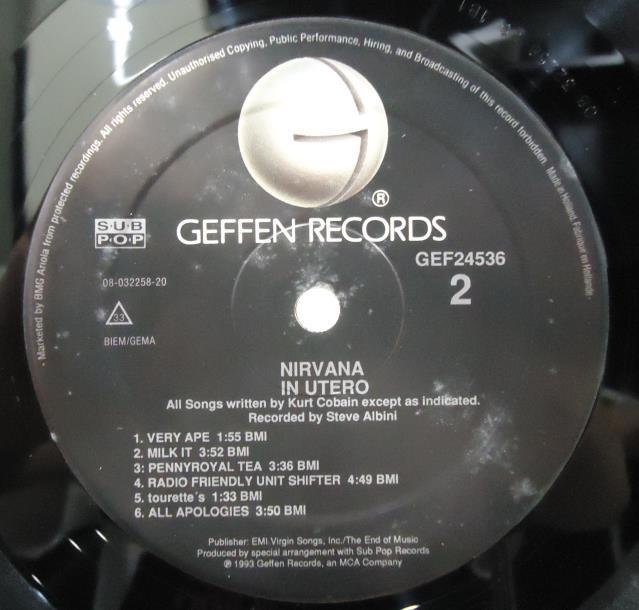 Marketed by BMG Ariola from protected recordings. All rights reserved. Unauthorised Copying, Public Performance, Hiring, and Broadcasting of this record forbidden. Made in Holland. Fabrique en Hollande.
®
GEFFEN RECORDS
SUB
POP
GEF24536
2
08-032258-20
33
BIEM/GEMA
NIRVANA
IN UTERO
All Songs written by Kurt Cobain except as indicated.
Recorded by Steve Albini
1. VERY APE 1:55 BMI
2. MILK IT 3:52 BMI
3: PENNYROYAL TEA 3:36 BMI
4. RADIO FRIENDLY UNIT SHIFTER 4:49 BMI
5. tourette´s 1:33 BMI
6. ALL APOLOGIES 3:50 BMI
Publisher: EMI Virgin Songs, Inc./The End of Music
Produced by special arrangement with Sub Pop Records
℗ 1993 Geffen Records, an MCA Company